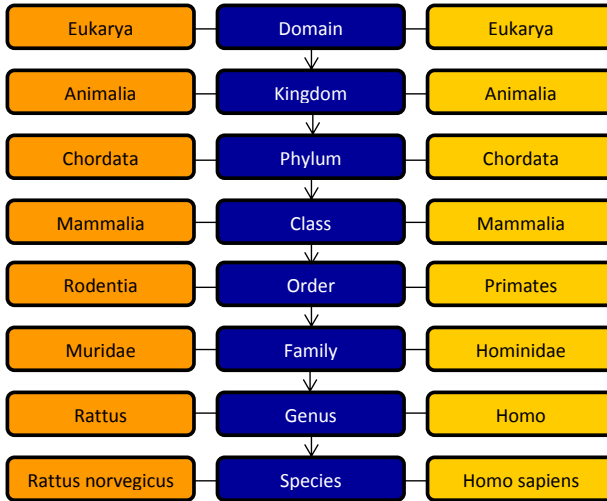 Eukarya Domain Eukarya
Animalia Kingdom Animalia
Chordata Phylum Chordata
Mammalia Class Mammalia
Rodentia Order Primates
Muridae Family Hominidae
Rattus Genus Homo
Rattus norvegicus Species Homo sapiens